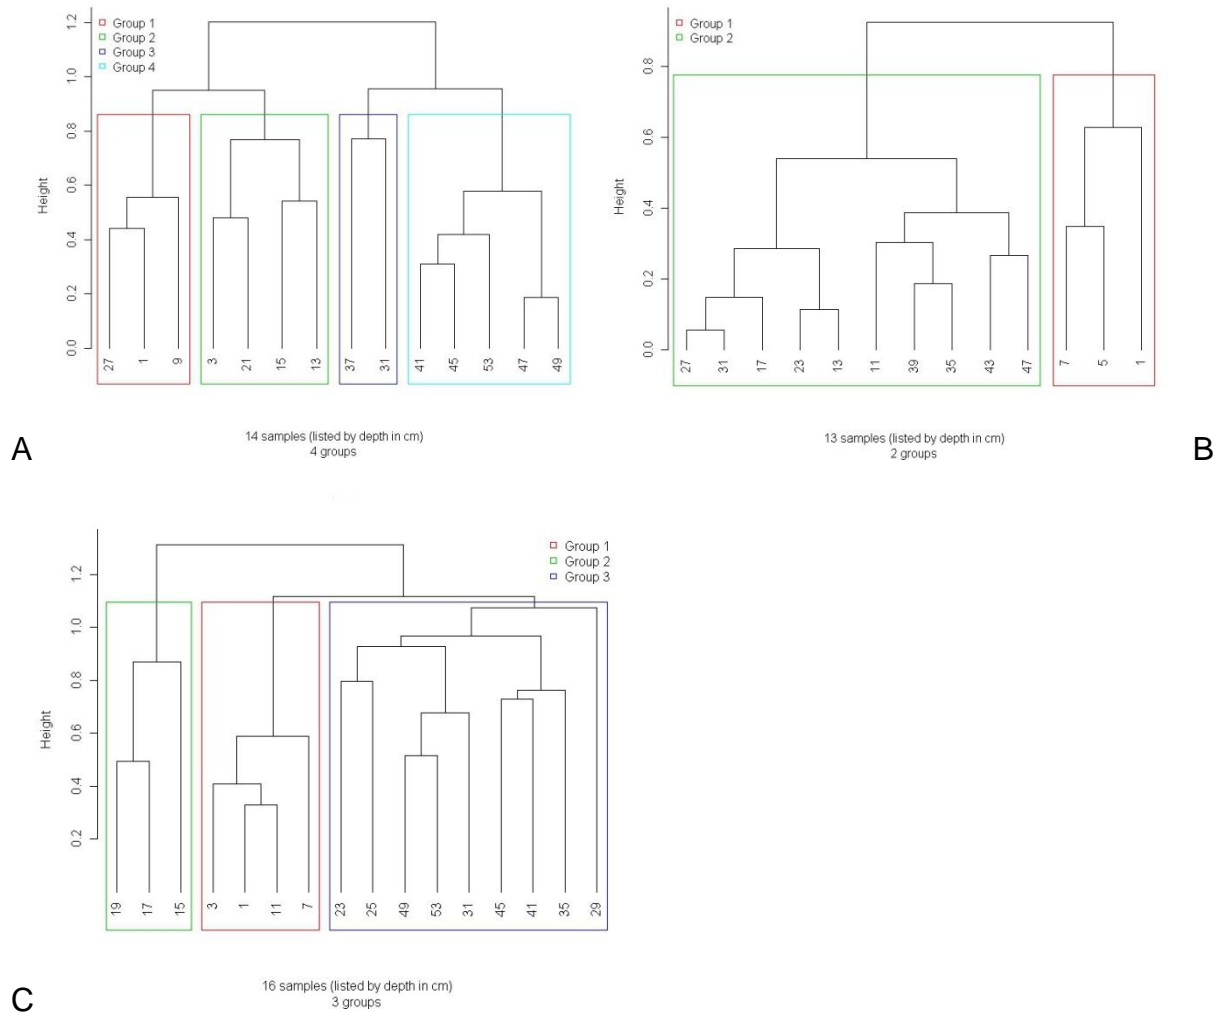 Group 1
Group 2
Group 3
Group 4
Height
0.0 0.2 0.4 0.6 0.8 1.0 1.2
27 1 9 3 21 15 13 37 31 41 45 53 47 49
14 samples (listed by depth in cm)
4 groups
A
Group 1
Group 2
Height
0.0 0.2 0.4 0.6 0.8
27 31 17 23 13 11 39 35 43 47 7 5 1
13 samples (listed by depth in cm)
2 groups
B
Group 1
Group 2
Group 3
Height
0.2 0.4 0.6 0.8 1.0 1.2
19 17 15 3 1 11 7 23 25 49 53 31 45 41 35 29
16 samples (listed by depth in cm)
3 groups
C